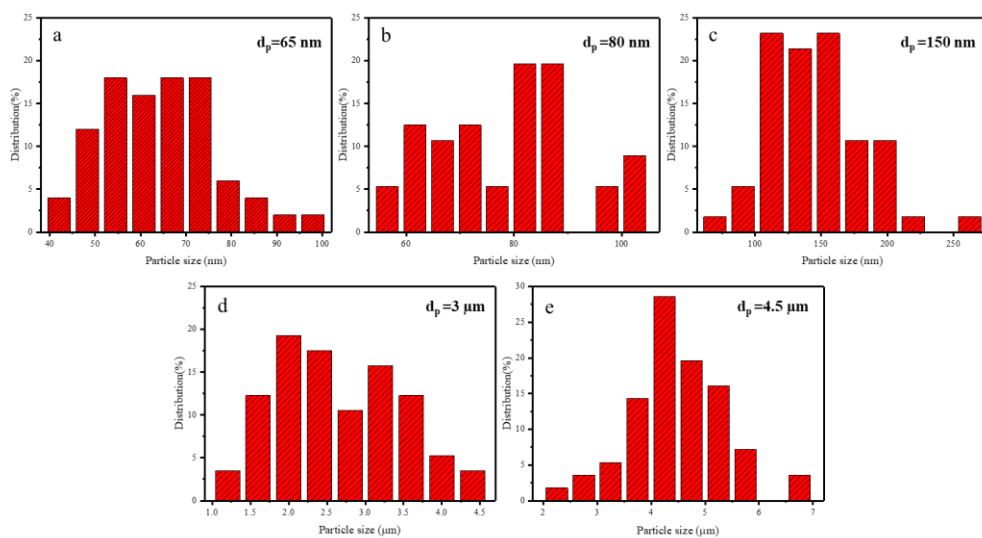 a
d_p=65 nm
Distribution(%)
25
20
15
10
5
0
40 50 60 70 80 90 100
Particle size (nm)
b
d_p=80 nm
Distribution(%)
25
20
15
10
5
0
60 80 100
Particle size (nm)
c
d_p=150 nm
Distribution(%)
25
20
15
10
5
0
100 150 200 250
Particle size (nm)
d
d_p=3 μm
Distribution(%)
25
20
15
10
5
0
1.0 1.5 2.0 2.5 3.0 3.5 4.0 4.5
Particle size (μm)
e
d_p=4.5 μm
Distribution(%)
30
25
20
15
10
5
0
2 3 4 5 6 7
Particle size (μm)